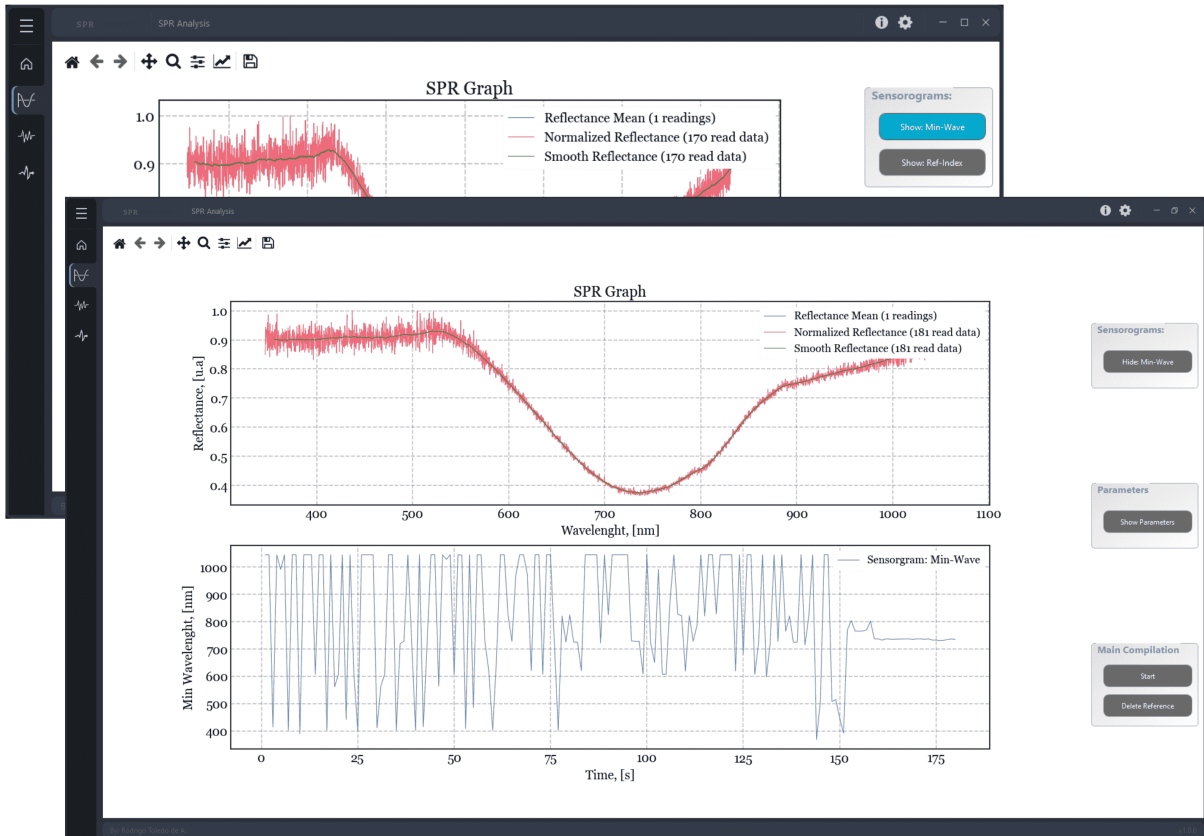 SPR
SPR Analysis
SPR Graph
1.0
0.9
Reflectance Mean (1 readings)
Normalized Reflectance (170 read data)
Smooth Reflectance (170 read data)
Sensorograms:
Show: Min-Wave
Show: Ref-Index
SPR
SPR Analysis
SPR Graph
Reflectance Mean (1 readings)
Normalized Reflectance (181 read data)
Smooth Reflectance (181 read data)
Reflectance, [u.a]
1.0
0.9
0.8
0.7
0.6
0.5
0.4
400 500 600 700 800 900 1000 1100
Wavelenght, [nm]
Sensorgram: Min-Wave
Min Wavelenght, [nm]
1000
900
800
700
600
500
400
0 25 50 75 100 125 150 175
Time, [s]
Sensorograms:
Hide: Min-Wave
Parameters
Show Parameters
Main Compilation
Start
Delete Reference
By: Rodrigo Toledo de A.